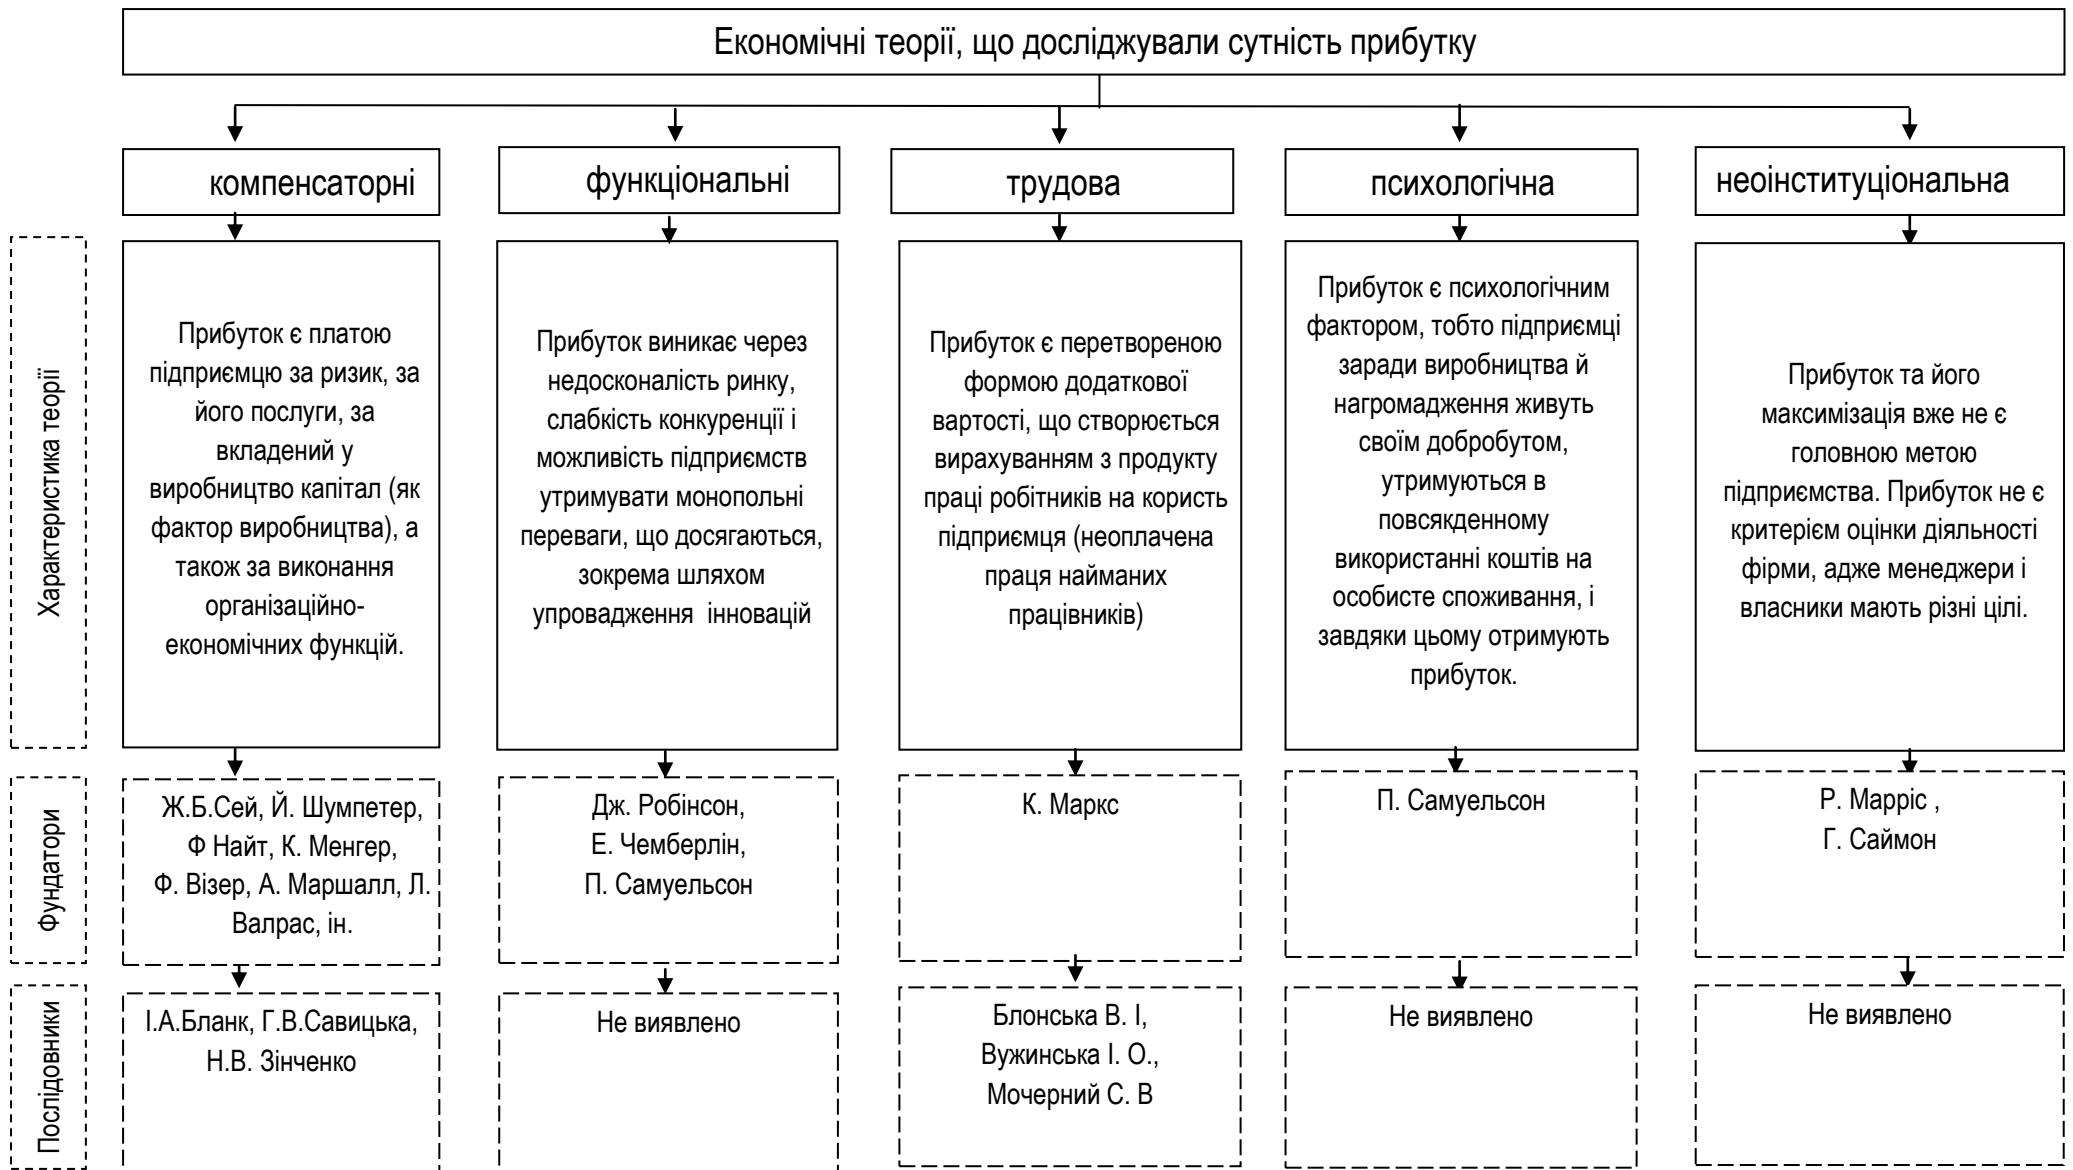 Економічні теорії, що досліджували сутність прибутку
компенсаторні
функціональні
трудова
психологічна
неоінституціональна
Характеристика теорії
Прибуток є платою
підприємцю за ризик, за
його послуги, за
вкладений у
виробництво капітал (як
фактор виробництва), а
також за виконання
організаційно-
економічних функцій.
Прибуток виникає через
недосконалість ринку,
слабкість конкуренції і
можливість підприємств
утримувати монопольні
переваги, що досягаються,
зокрема шляхом
упровадження  інновацій
Прибуток є перетвореною
формою додаткової
вартості, що створюється
вирахуванням з продукту
праці робітників на користь
підприємця (неоплачена
праця найманих
працівників)
Прибуток є психологічним
фактором, тобто підприємці
заради виробництва й
нагромадження живуть
своїм добробутом,
утримуються в
повсякденному
використанні коштів на
особисте споживання, і
завдяки цьому отримують
прибуток.
Прибуток та його
максимізація вже не є
головною метою
підприємства. Прибуток не є
критерієм оцінки діяльності
фірми, адже менеджери і
власники мають різні цілі.
Фундатори
Ж.Б.Сей, Й. Шумпетер,
Ф Найт, К. Менгер,
Ф. Візер, А. Маршалл, Л.
Валрас, ін.
Дж. Робінсон,
Е. Чемберлін,
П. Самуельсон
К. Маркс
П. Самуельсон
Р. Марріс ,
Г. Саймон
Послідовники
І.А.Бланк, Г.В.Савицька,
Н.В. Зінченко
Не виявлено
Блонська В. І,
Вужинська І. О.,
Мочерний С. В
Не виявлено
Не виявлено